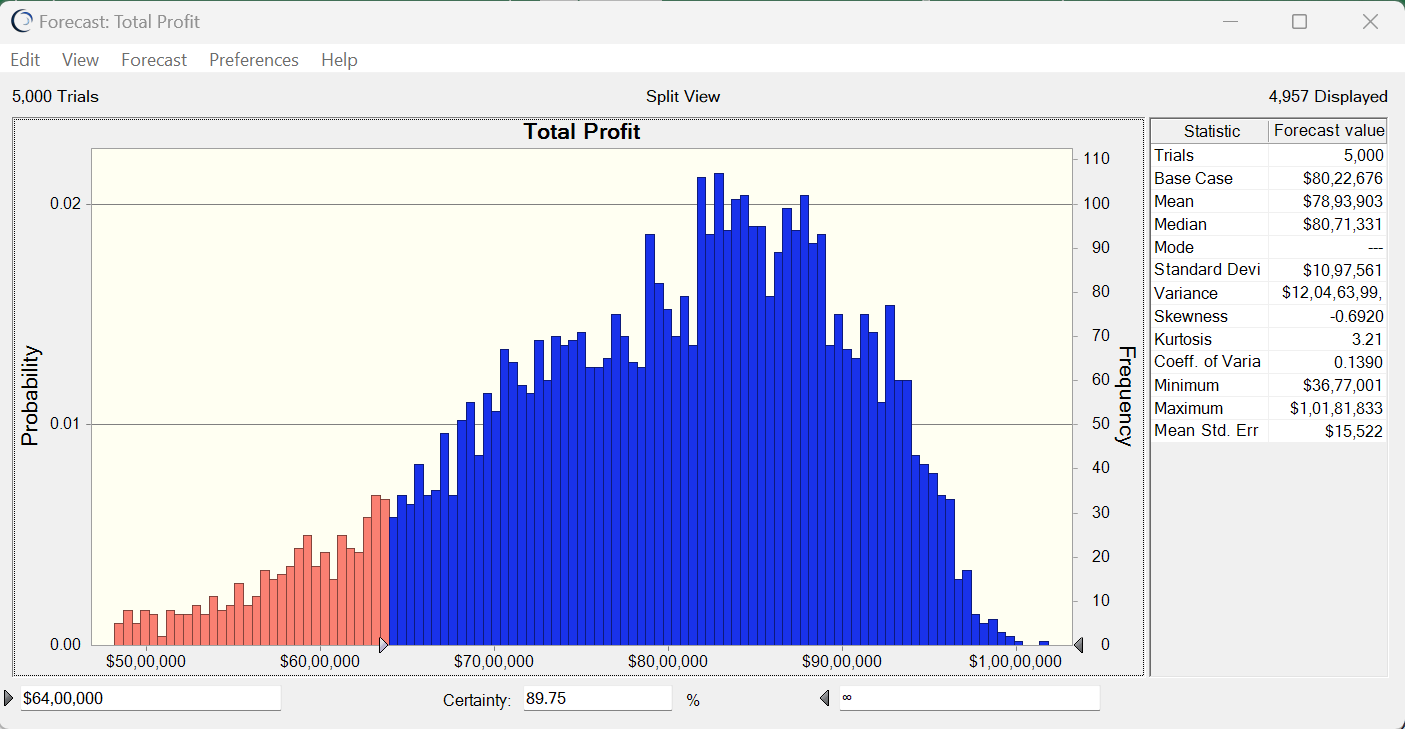 Forecast: Total Profit
Edit View Forecast Preferences Help
5,000 Trials Split View 4,957 Displayed
Total Profit
Probability
0.02
0.01
0.00
110
100
90
80
70
60
50
40
30
20
10
0
Frequency
$50,00,000 $60,00,000 $70,00,000 $80,00,000 $90,00,000 $1,00,00,000
Statistic Forecast value
Trials 5,000
Base Case $80,22,676
Mean $78,93,903
Median $80,71,331
Mode ---
Standard Devi $10,97,561
Variance $12,04,63,99,
Skewness -0.6920
Kurtosis 3.21
Coeff. of Varia 0.1390
Minimum $36,77,001
Maximum $1,01,81,833
Mean Std. Err $15,522
$64,00,000 Certainty: 89.75 % ∞